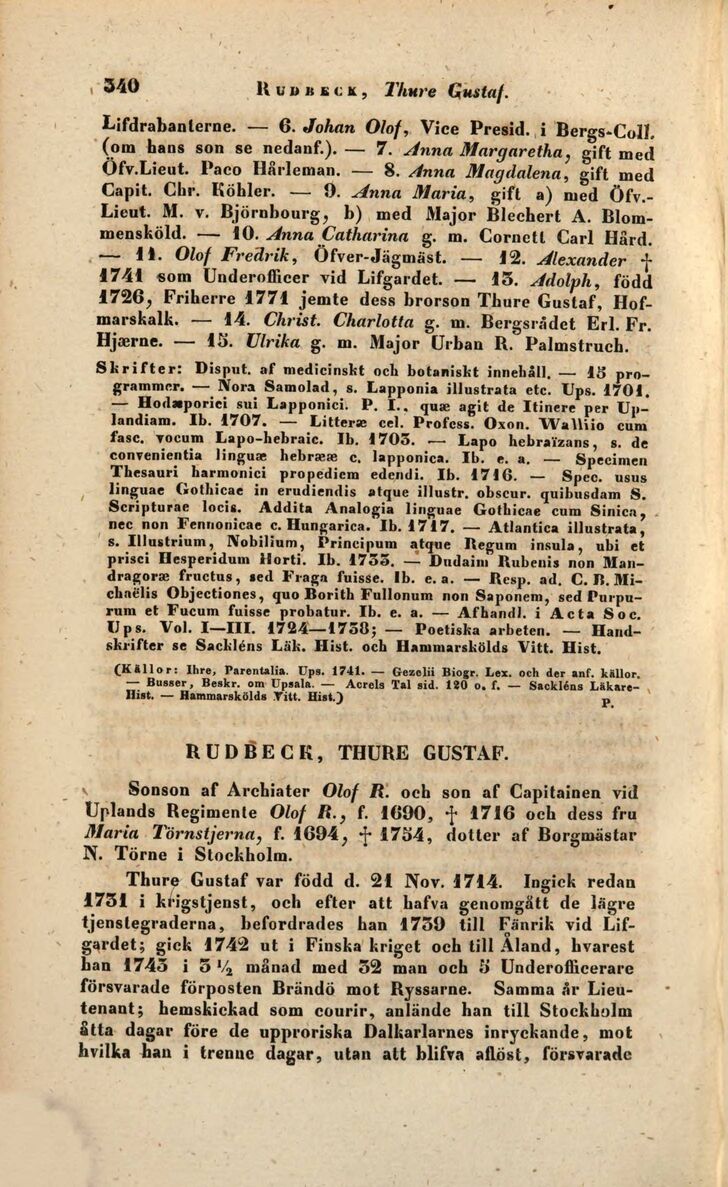 340 RUDBECK, Thure Gustaf.
Lifdrabanterne. — 6. Johan Olof, Vice Presid. i Bergs-Coll.
(om hans son se nedanf.). — 7. Anna Margaretha, gift med
Öfv.Lieut. Paco Hårleman. — 8. Anna Magdalena, gift med
Capit. Chr. Köhler. — 9. Anna Maria, gift a) med Öfv.-
Lieut. M. v. Björnbourg, b) med Major Blechert A. Blom-
mensköld. — 10. Anna Catharina g. m. Cornett Carl Hård.
— 11. Olof Fredrik, Öfver-Jägmäst. — 12. Alexander †
1741 som Underofficer vid Lifgardet. — 13. Adolph, född
1726, Friherre 1771 jemte dess brorson Thure Gustaf, Hof-
marskalk. — 14. Christ. Charlotta g. m. Bergsrådet Erl. Fr.
Hjærne. — 15. Ulrika g. m. Major Urban R. Palmstruch.
Skrifter: Disput. af medicinskt och botaniskt innehåll. — 15 pro-
grammer. — Nora Samolad, s. Lapponia illustrata etc. Ups. 1701.
— Hodæporici sui Lapponici. P. I., quæ agit de Itinere per Up-
landiam. Ib. 1707. — Litteræ cel. Profess. Oxon. Walliio cum
fasc. vocum Lapo-hebraic. Ib. 1703. — Lapo hebraïzans, s. de
convenientia linguæ hebrææ c. lapponica. Ib. e. a. — Specimen
Thesauri harmonici propediem edendi. Ib. 1716. — Spec. usus
linguae Gothicae in erudiendis atque illustr. obscur. quibusdam S.
Scripturae locis. Addita Analogia linguae Gothicae cum Sinica,
nec non Fennonicae c. Hungarica. Ib. 1717. — Atlantica illustrata,
s. Illustrium, Nobilium, Principum atque Regum insula, ubi et
prisci Hesperidum Horti. Ib. 1733. — Dudaim Rubenis non Man-
dragoræ fructus, sed Fraga fuisse. Ib. e. a. — Resp. ad. C. B. Mi-
chaëlis Objectiones, quo Borith Fullonum non Saponem, sed Purpu-
rum et Fucum fuisse probatur. Ib. e. a. — Afhandl. i Acta Soc.
Ups. Vol. I—III. 1724—1738; — Poetiska arbeten. — Hand-
skrifter se Sackléns Läk. Hist. och Hammarskölds Vitt. Hist.
(Källor: Ihre, Parentalia. Ups. 1741. — Gezelii Biogr. Lex. och der anf. källor.
— Busser, Beskr. om Upsala. — Acrels Tal sid. 120 o. f. — Sackléns Läkare-
Hist. — Hammarskölds Vitt. Hist.)
P.
RUDBECK, THURE GUSTAF.
Sonson af Archiater Olof R. och son af Capitainen vid
Uplands Regimente Olof R., f. 1690, † 1716 och dess fru
Maria Törnstjerna, f. 1694, † 1754, dotter af Borgmästar
N. Törne i Stockholm.
Thure Gustaf var född d. 21 Nov. 1714. Ingick redan
1731 i krigstjenst, och efter att hafva genomgått de lägre
tjenstegraderna, befordrades han 1739 till Fänrik vid Lif-
gardet; gick 1742 ut i Finska kriget och till Åland, hvarest
han 1743 i 3 ½ månad med 32 man och 5 Underofficerare
försvarade förposten Brändö mot Ryssarne. Samma år Lieu-
tenant; hemskickad som courir, anlände han till Stockholm
åtta dagar före de upproriska Dalkarlarnes inryckande, mot
hvilka han i trenne dagar, utan att blifva aflöst, försvarade